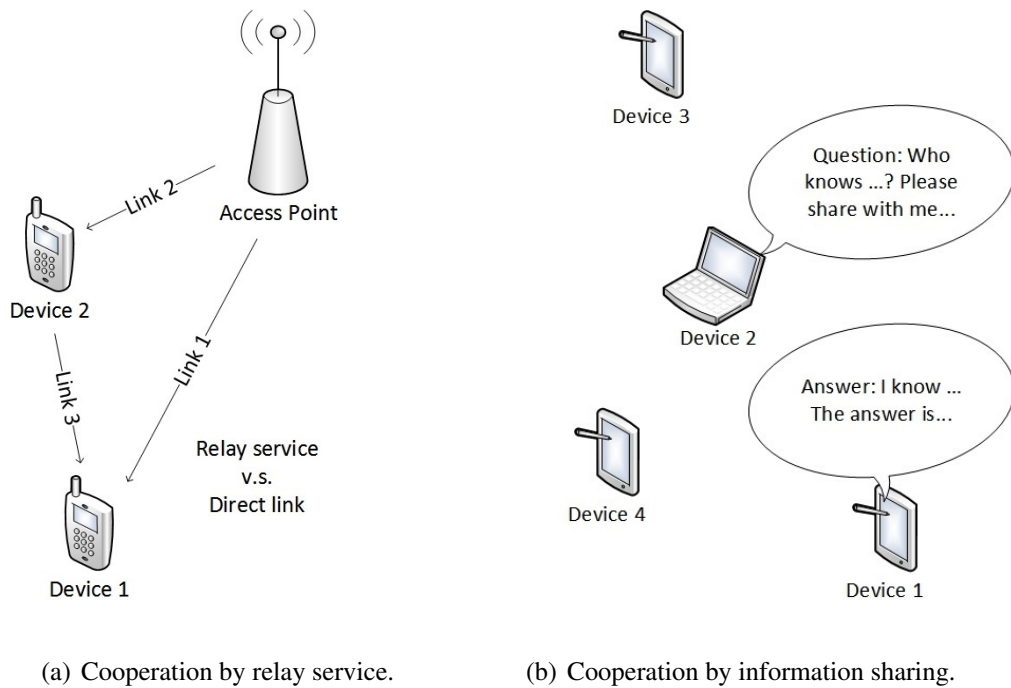 Access Point
Link 2
Device 2
Link 1
Link 3
Relay service
v.s.
Direct link
Device 1
(a) Cooperation by relay service.
Device 3
Question: Who
knows ...? Please
share with me...
Device 2
Answer: I know ...
The answer is...
Device 4
Device 1
(b) Cooperation by information sharing.